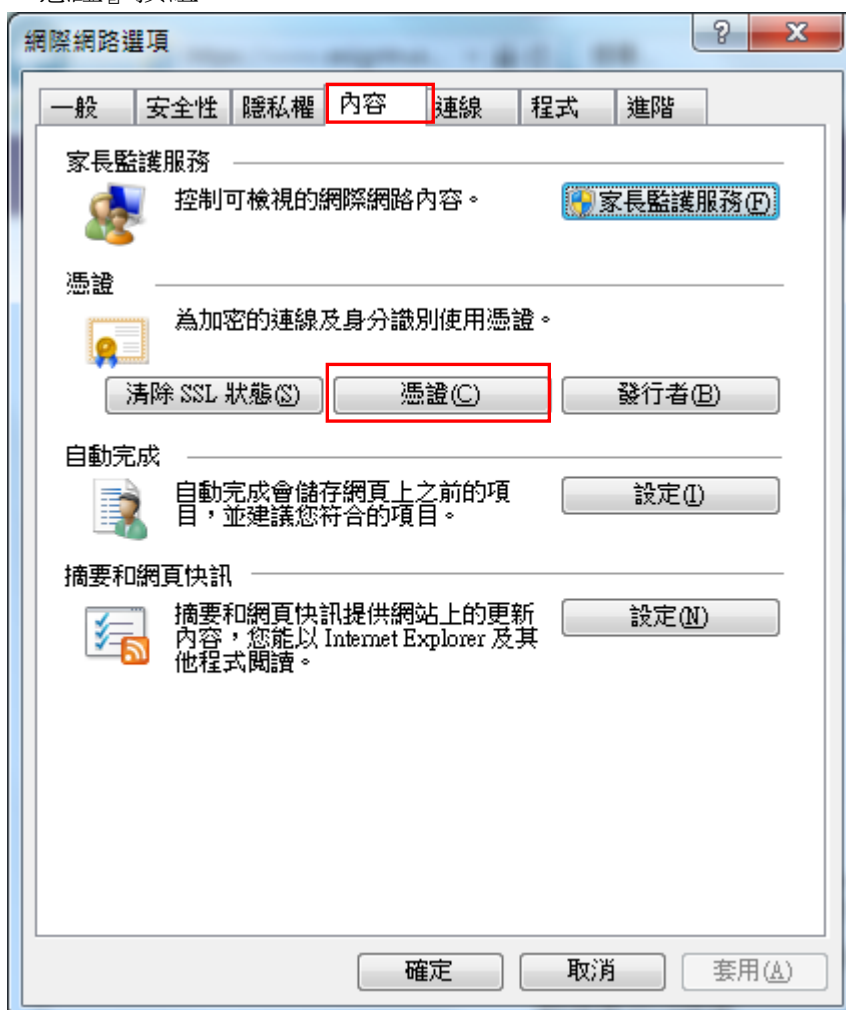 網際網路選項
一般 安全性 隱私權 內容 連線 程式 進階
家長監護服務
控制可檢視的網際網路內容。
家長監護服務(F)
憑證
為加密的連線及身分識別使用憑證。
清除 SSL 狀態(S) 憑證(C) 發行者(B)
自動完成
自動完成會儲存網頁上之前的項
目，並建議您符合的項目。
設定(I)
摘要和網頁快訊
摘要和網頁快訊提供網站上的更新
內容，您能以 Internet Explorer 及其
他程式閱讀。
設定(N)
確定 取消 套用(A)